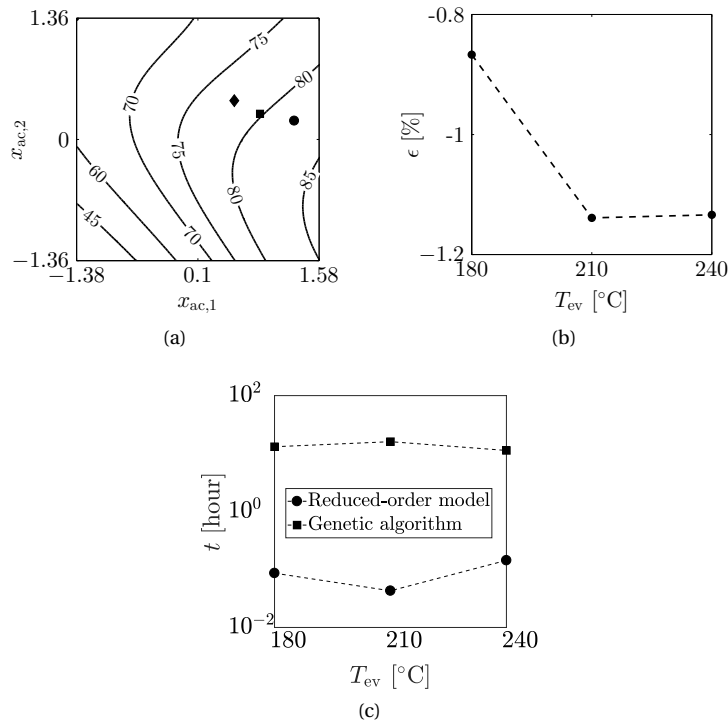 1.36
0
−1.36
x_ac,2
−1.38
0.1
1.58
x_ac,1
75
80
70
75
60
80
85
45
70
(a)
-0.8
-1
−1.2
ϵ [%]
180
210
240
T_ev [°C]
(b)
10^2
10^0
10^−2
t [hour]
Reduced-order model
Genetic algorithm
180
210
240
T_ev [°C]
(c)